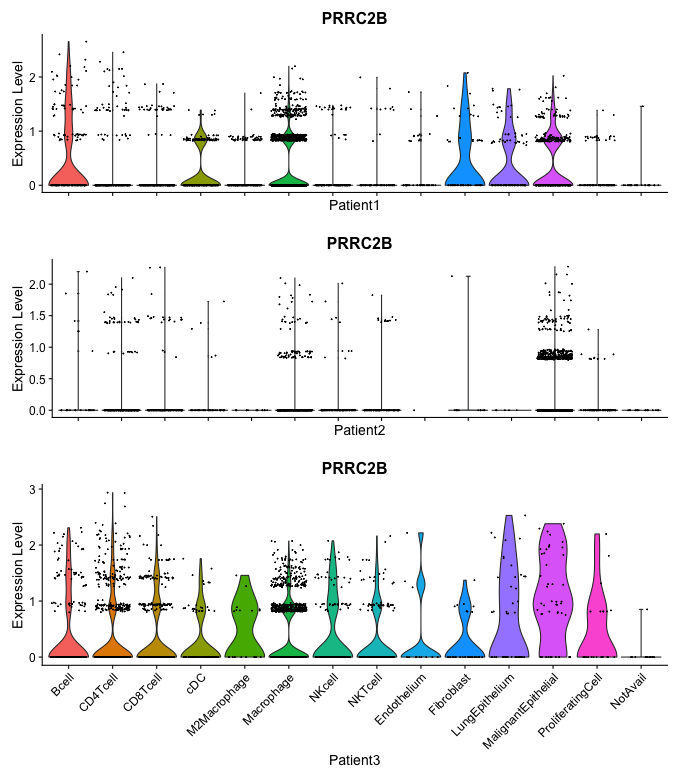 PRRC2B
Expression Level
2
1
0
Patient1
PRRC2B
Expression Level
2.0
1.5
1.0
0.5
0.0
Patient2
PRRC2B
Expression Level
3
2
1
0
Bcell
CD4Tcell
CD8Tcell
cDC
M2Macrophage
Macrophage
NKcell
NKTcell
Endothelium
Fibroblast
LungEpithelium
MalignantEpithelial
ProliferatingCell
NotAvail
Patient3